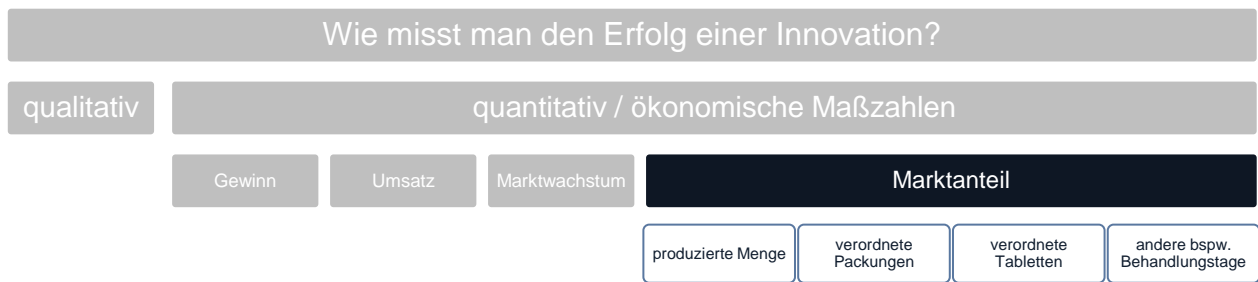 Wie misst man den Erfolg einer Innovation?
qualitativ
quantitativ / ökonomische Maßzahlen
Gewinn
Umsatz
Marktwachstum
Marktanteil
produzierte Menge
verordnete
Packungen
verordnete
Tabletten
andere bspw.
Behandlungstage